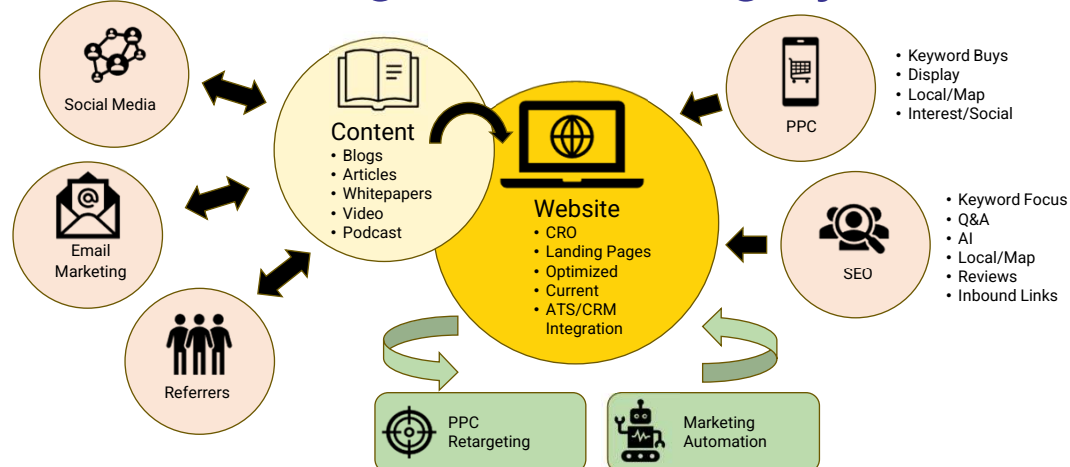 Social Media
Email
Marketing
Referrers
Content
• Blogs
• Articles
• Whitepapers
• Video
• Podcast
Website
• CRO
• Landing Pages
• Optimized
• Current
• ATS/CRM
Integration
PPC
• Keyword Buys
• Display
• Local/Map
• Interest/Social
SEO
• Keyword Focus
• Q&A
• AI
• Local/Map
• Reviews
• Inbound Links
PPC
Retargeting
Marketing
Automation